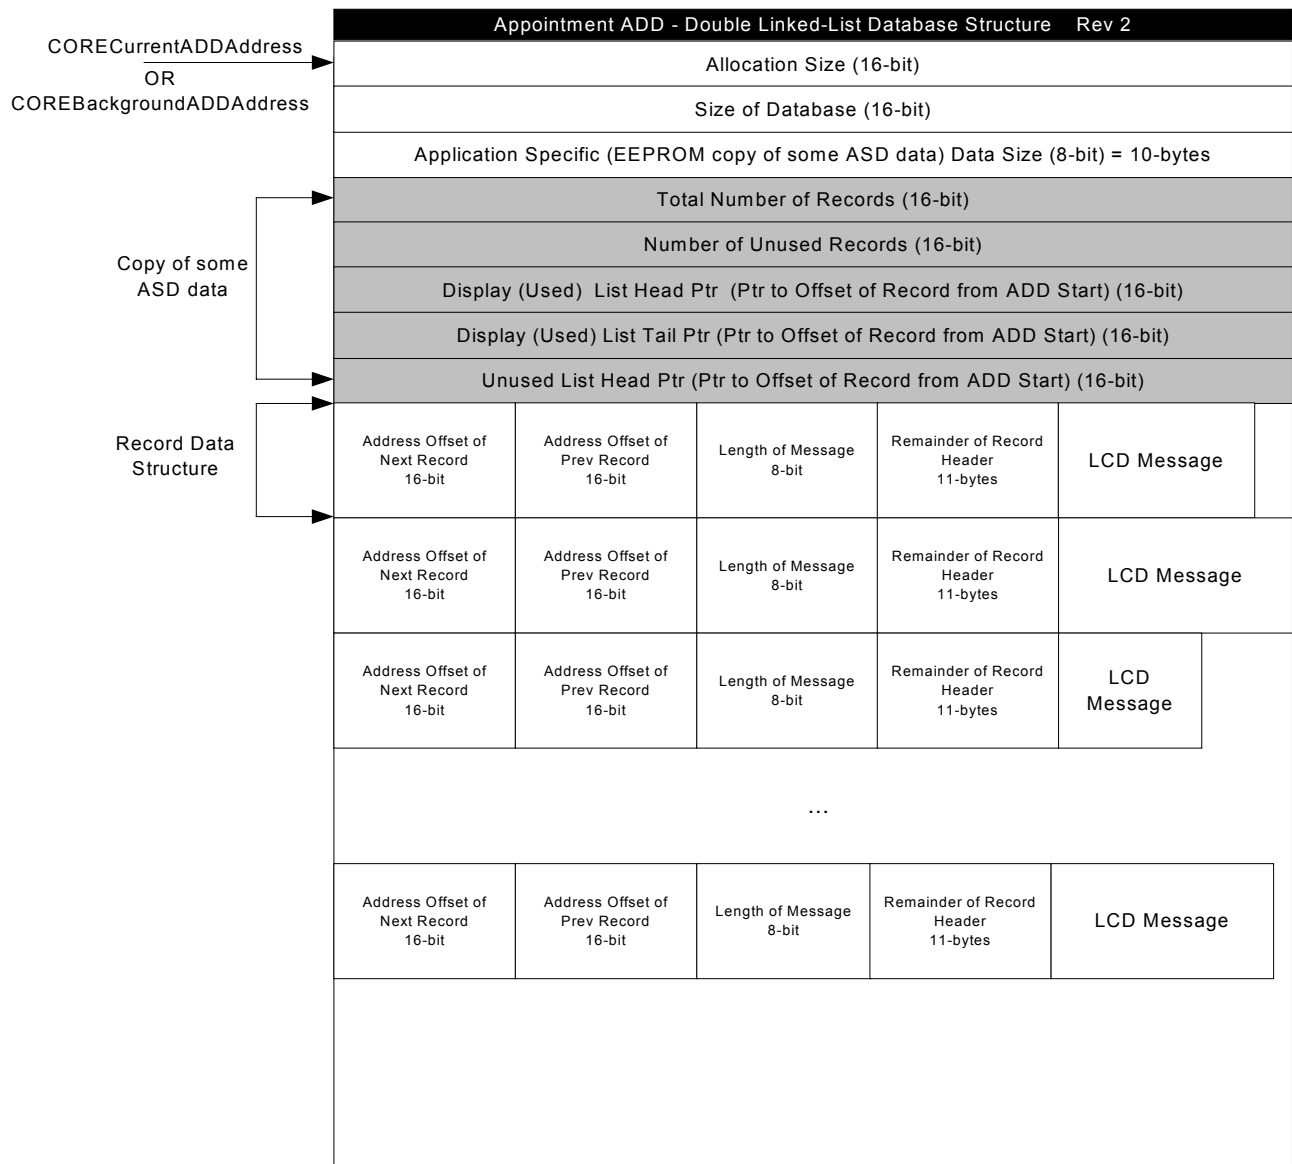 Appointment ADD - Double Linked-List Database Structure Rev 2
CORECurrentADDAddress
OR
COREBackgroundADDAddress
Allocation Size (16-bit)
Size of Database (16-bit)
Application Specific (EEPROM copy of some ASD data) Data Size (8-bit) = 10-bytes
Copy of some
ASD data
Total Number of Records (16-bit)
Number of Unused Records (16-bit)
Display (Used) List Head Ptr (Ptr to Offset of Record from ADD Start) (16-bit)
Display (Used) List Tail Ptr (Ptr to Offset of Record from ADD Start) (16-bit)
Unused List Head Ptr (Ptr to Offset of Record from ADD Start) (16-bit)
Record Data
Structure
Address Offset of
Next Record
16-bit
Address Offset of
Prev Record
16-bit
Length of Message
8-bit
Remainder of Record
Header
11-bytes
LCD Message
Address Offset of
Next Record
16-bit
Address Offset of
Prev Record
16-bit
Length of Message
8-bit
Remainder of Record
Header
11-bytes
LCD Message
Address Offset of
Next Record
16-bit
Address Offset of
Prev Record
16-bit
Length of Message
8-bit
Remainder of Record
Header
11-bytes
LCD
Message
...
Address Offset of
Next Record
16-bit
Address Offset of
Prev Record
16-bit
Length of Message
8-bit
Remainder of Record
Header
11-bytes
LCD Message